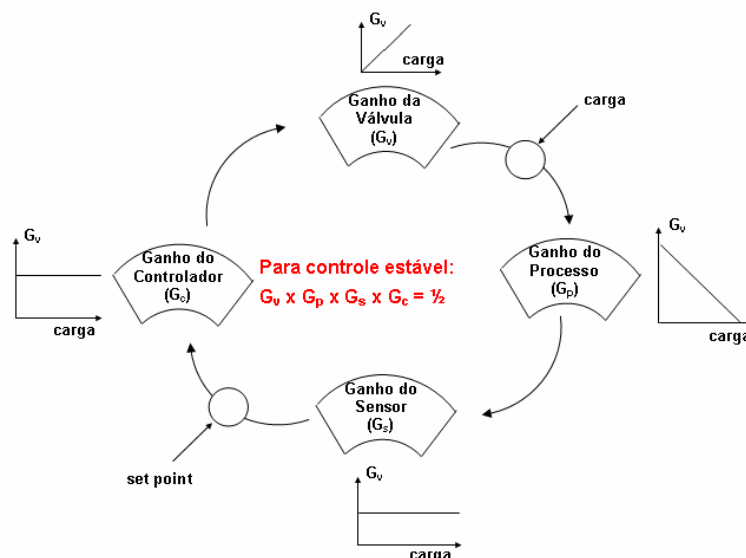 Gv
carga
Ganho da
Válvula
(Gv)
carga
Gv
carga
Ganho do
Controlador
(Gc)
Para controle estável:
Gv x Gp x Gs x Gc = ½
Ganho do
Processo
(Gp)
Gv
carga
Ganho do
Sensor
(Gs)
set point
Gv
carga